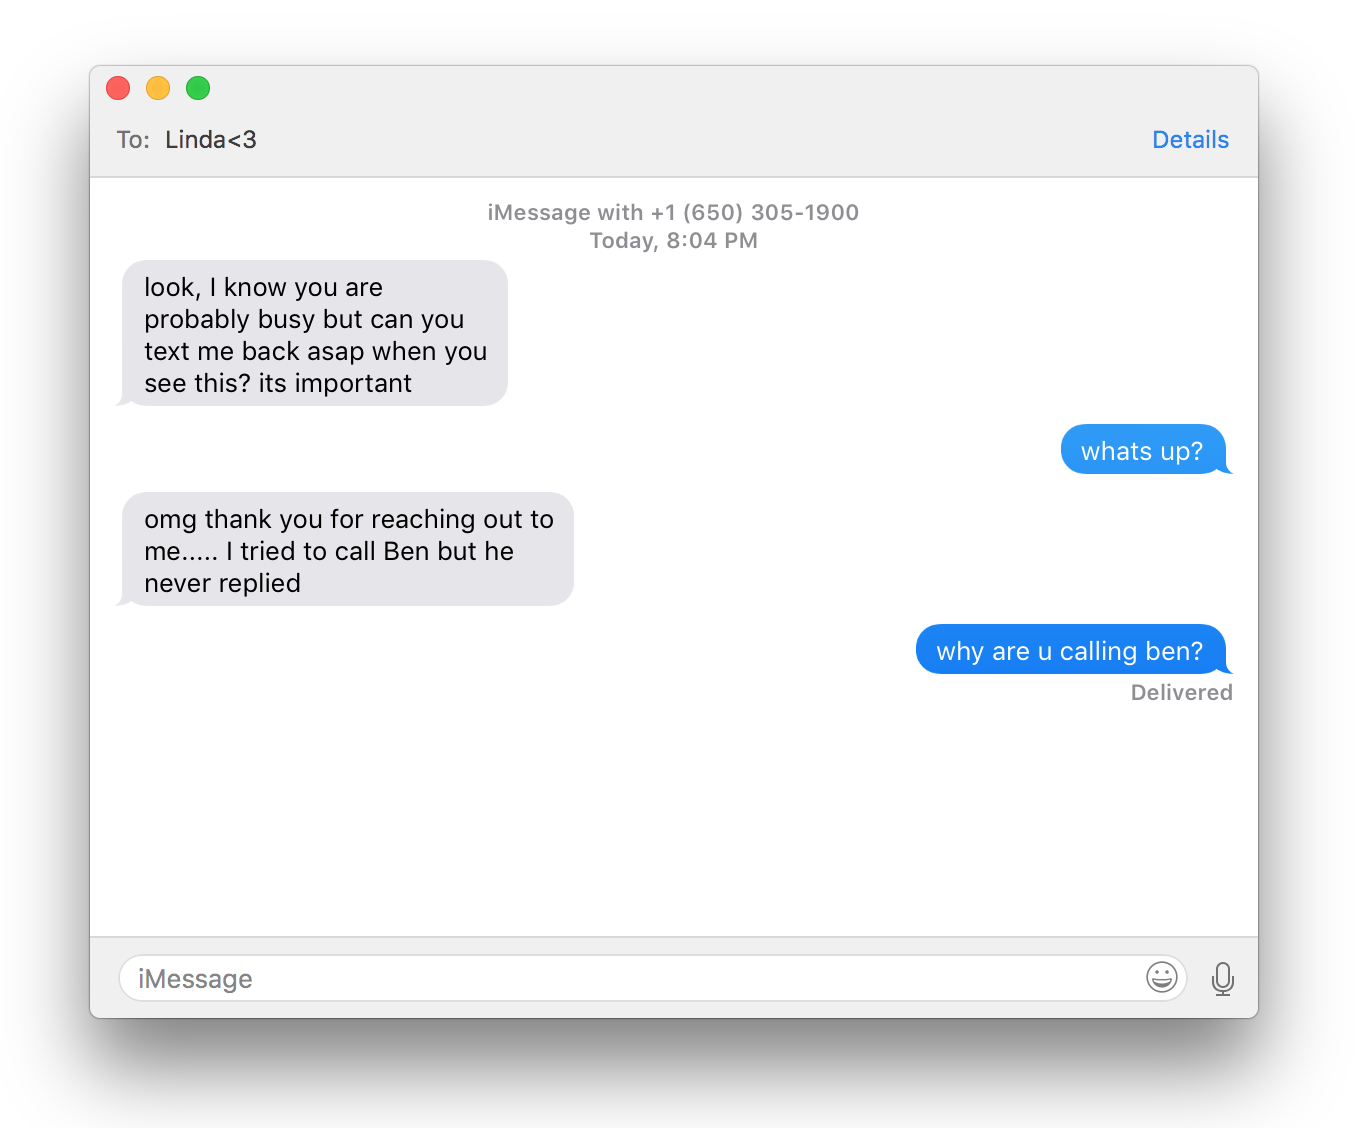 To: Linda<3
Details
iMessage with +1 (650) 305-1900
Today, 8:04 PM
look, I know you are
probably busy but can you
text me back asap when you
see this? its important
whats up?
omg thank you for reaching out to
me..... I tried to call Ben but he
never replied
why are u calling ben?
Delivered
iMessage